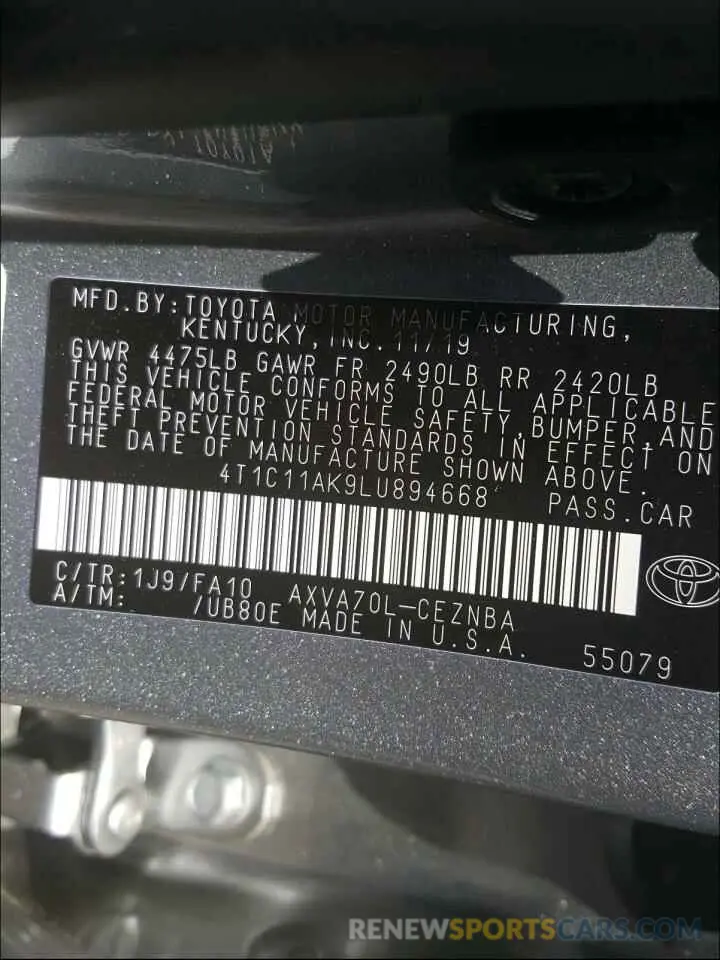 TOYOTA
MFD.BY:TOYOTA MOTOR MANUFACTURING,
KENTUCKY, INC. 11/19
GVWR 4475LB GAWR FR 2490LB RR 2420LB
THIS VEHICLE CONFORMS TO ALL APPLICABLE
FEDERAL MOTOR VEHICLE SAFETY,BUMPER,AND
THEFT PREVENTION STANDARDS IN EFFECT ON
THE DATE OF MANUFACTURE SHOWN ABOVE.
4T1C11AK9LU894668 PASS.CAR
C/TR:1J9/FA10 AXVA70L-CEZNBA
A/TM: /UB80E MADE IN U.S.A. 55079
RENEWSPORTSCARS.COM